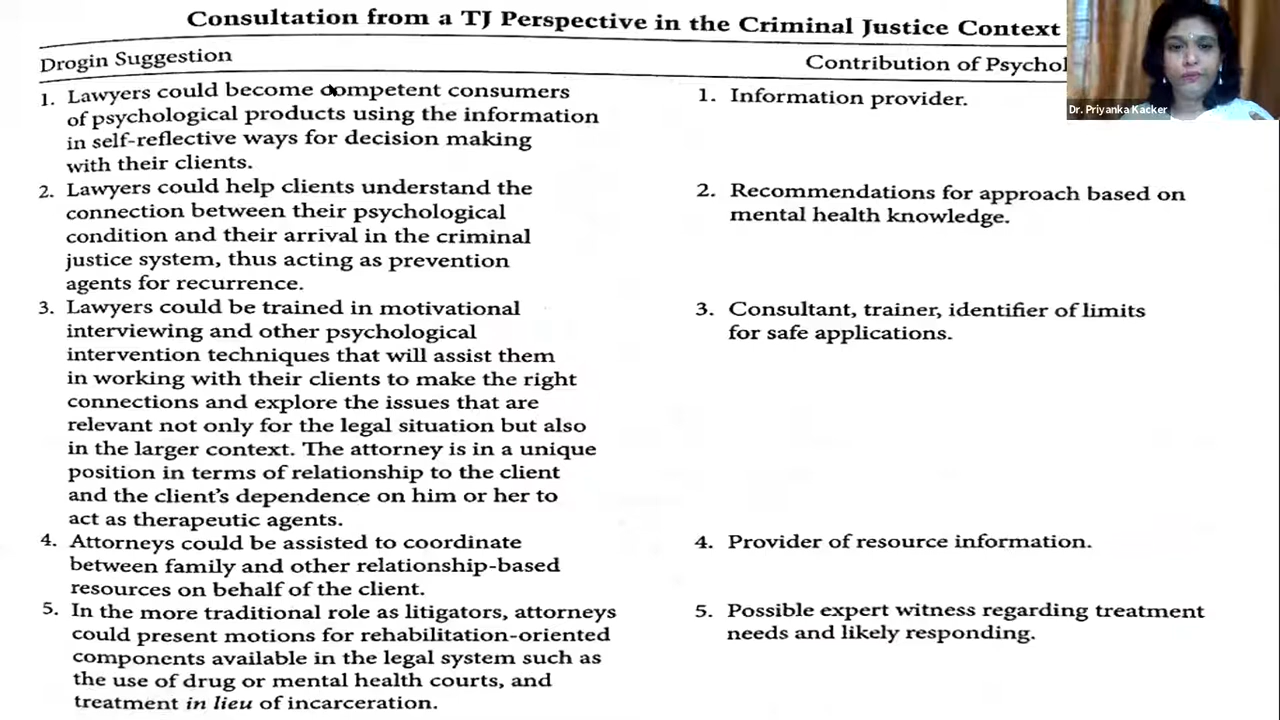 Consultation from a TJ Perspective in the Criminal Justice Context
Drogin Suggestion
Contribution of Psychol
Dr. Priyanka Kacker
1. Lawyers could become competent consumers
of psychological products using the information
in self-reflective ways for decision making
with their clients.
1. Information provider.
2. Lawyers could help clients understand the
connection between their psychological
condition and their arrival in the criminal
justice system, thus acting as prevention
agents for recurrence.
2. Recommendations for approach based on
mental health knowledge.
3. Lawyers could be trained in motivational
interviewing and other psychological
intervention techniques that will assist them
in working with their clients to make the right
connections and explore the issues that are
relevant not only for the legal situation but also
in the larger context. The attorney is in a unique
position in terms of relationship to the client
and the client's dependence on him or her to
act as therapeutic agents.
3. Consultant, trainer, identifier of limits
for safe applications.
4. Attorneys could be assisted to coordinate
between family and other relationship-based
resources on behalf of the client.
4. Provider of resource information.
5. In the more traditional role as litigators, attorneys
could present motions for rehabilitation-oriented
components available in the legal system such as
the use of drug or mental health courts, and
treatment in lieu of incarceration.
5. Possible expert witness regarding treatment
needs and likely responding.